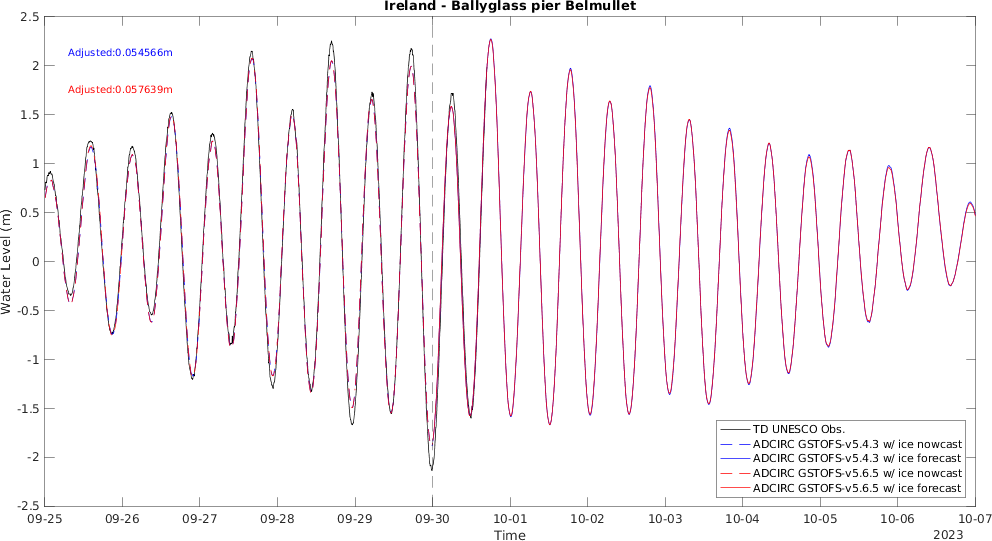 Ireland - Ballyglass pier Belmullet
Adjusted:0.054566m
Adjusted:0.057639m
Water Level (m)
2.5
2
1.5
1
0.5
0
-0.5
-1
-1.5
-2
-2.5
TD UNESCO Obs.
ADCIRC GSTOFS-v5.4.3 w/ ice nowcast
ADCIRC GSTOFS-v5.4.3 w/ ice forecast
ADCIRC GSTOFS-v5.6.5 w/ ice nowcast
ADCIRC GSTOFS-v5.6.5 w/ ice forecast
09-25 09-26 09-27 09-28 09-29 09-30 10-01 10-02 10-03 10-04 10-05 10-06 10-07
Time
2023